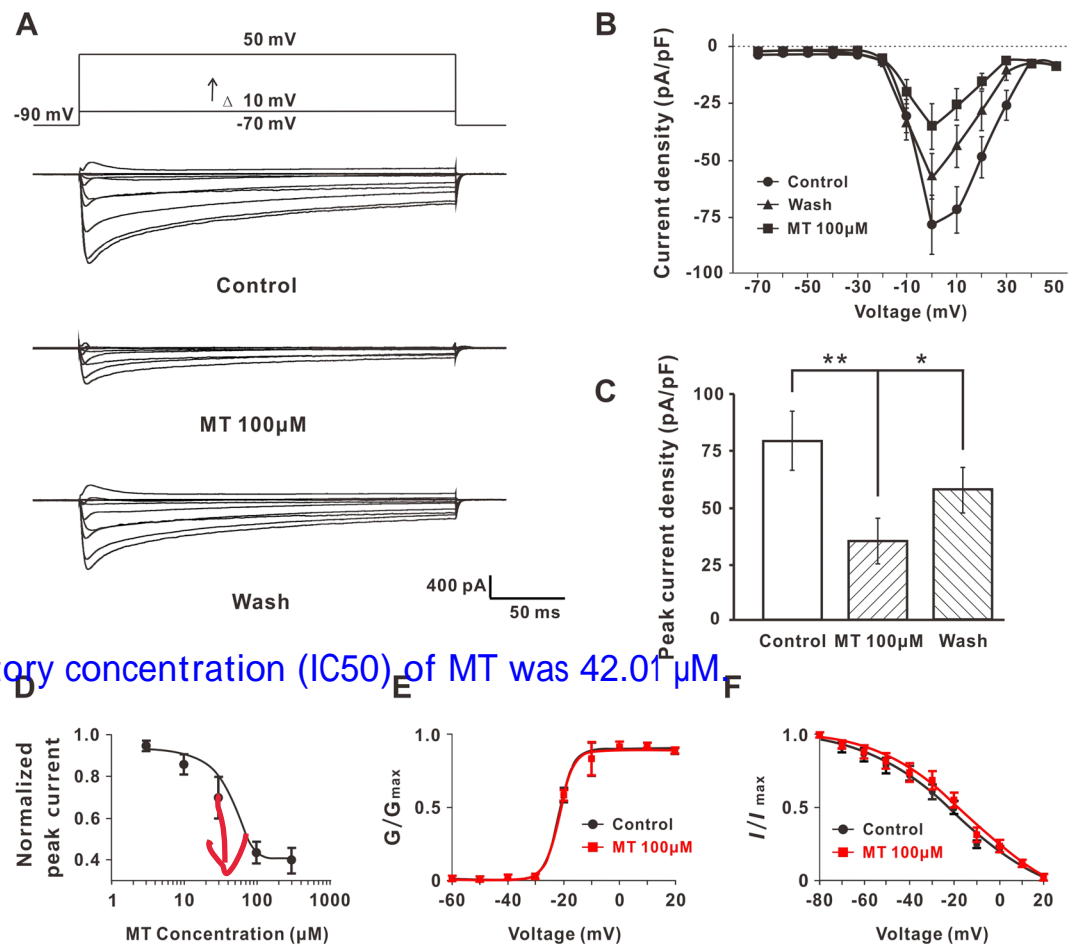 A
50 mV
Δ 10 mV
-90 mV
-70 mV
Control
MT 100μM
Wash
400 pA
50 ms
B
Current density (pA/pF)
0
-25
-50
-75
-100
Control
Wash
MT 100μM
-70 -50 -30 -10 10 30 50
Voltage (mV)
C
Peak current density (pA/pF)
** *
100
75
50
25
0
Control MT 100μM Wash
tory concentration (IC50) of MT was 42.01 μM.
D
Normalized
peak current
1.0
0.8
0.6
0.4
1 10 100 1000
MT Concentration (μM)
E
G/Gmax
1.0
0.5
0
Control
MT 100μM
-60 -40 -20 0 20
Voltage (mV)
F
I/I max
1.0
0.5
0
Control
MT 100μM
-80 -60 -40 -20 0 20
Voltage (mV)